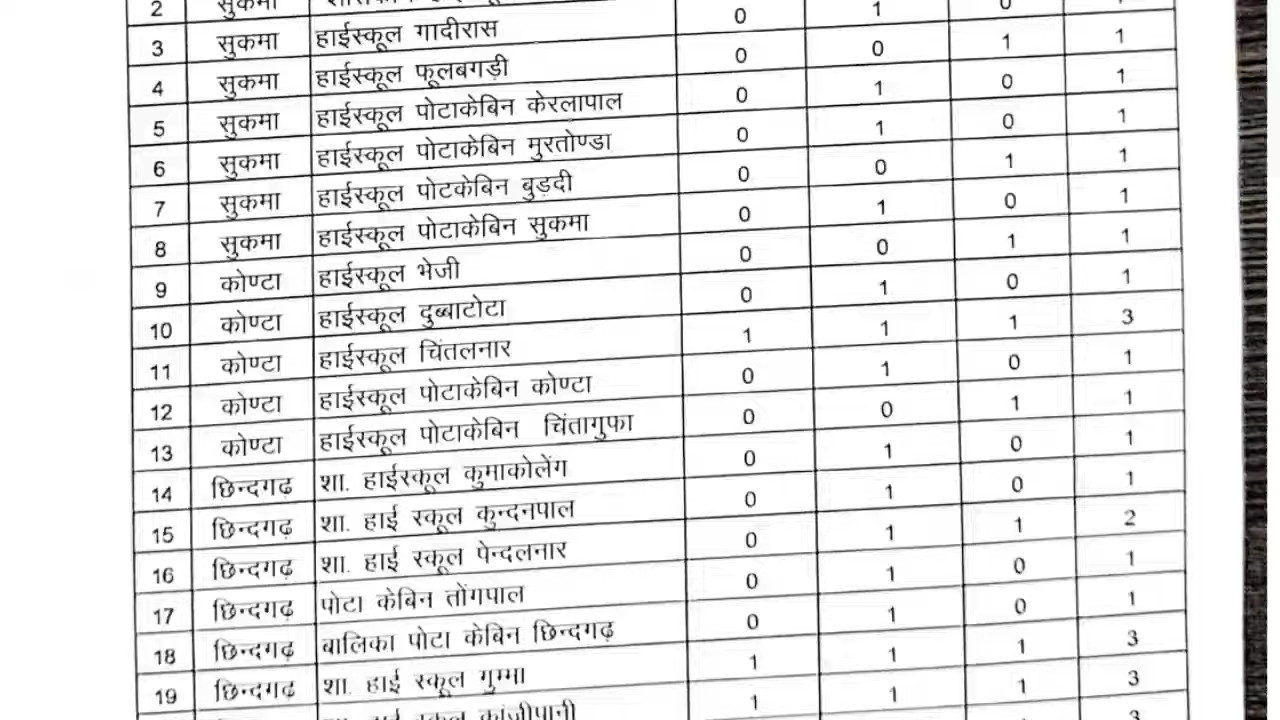 2 सुकमा
3 सुकमा हाईस्कूल गादीरास 0 1 0
4 सुकमा हाईस्कूल फूलबगड़ी 0 0 1 1
5 सुकमा हाईस्कूल पोटाकेबिन केरलापाल 0 1 0 1
6 सुकमा हाईस्कूल पोटाकेबिन मुरतोण्डा 0 1 0 1
7 सुकमा हाईस्कूल पोटकेबिन बुड़दी 0 0 1 1
8 सुकमा हाईस्कूल पोटाकेबिन सुकमा 0 1 0 1
9 कोण्टा हाईस्कूल भेजी 0 0 1 1
10 कोण्टा हाईस्कूल दुब्बाटोटा 0 1 0 1
11 कोण्टा हाईस्कूल चिंतलनार 1 1 1 3
12 कोण्टा हाईस्कूल पोटाकेबिन कोण्टा 0 1 0 1
13 कोण्टा हाईस्कूल पोटाकेबिन चिंतागुफा 0 0 1 1
14 छिन्दगढ़ शा. हाईस्कूल कुमाकोलेंग 0 1 0 1
15 छिन्दगढ़ शा. हाई स्कूल कुन्दनपाल 0 1 0 1
16 छिन्दगढ़ शा. हाई स्कूल पेन्दलनार 0 1 1 2
17 छिन्दगढ़ पोटा केबिन तोंगपाल 0 1 0 1
18 छिन्दगढ़ बालिका पोटा केबिन छिन्दगढ़ 0 1 0 1
19 छिन्दगढ़ शा. हाई स्कूल गुम्मा 1 1 1 3
शा. हाई स्कूल कांजीपानी 1 1 1 3
3